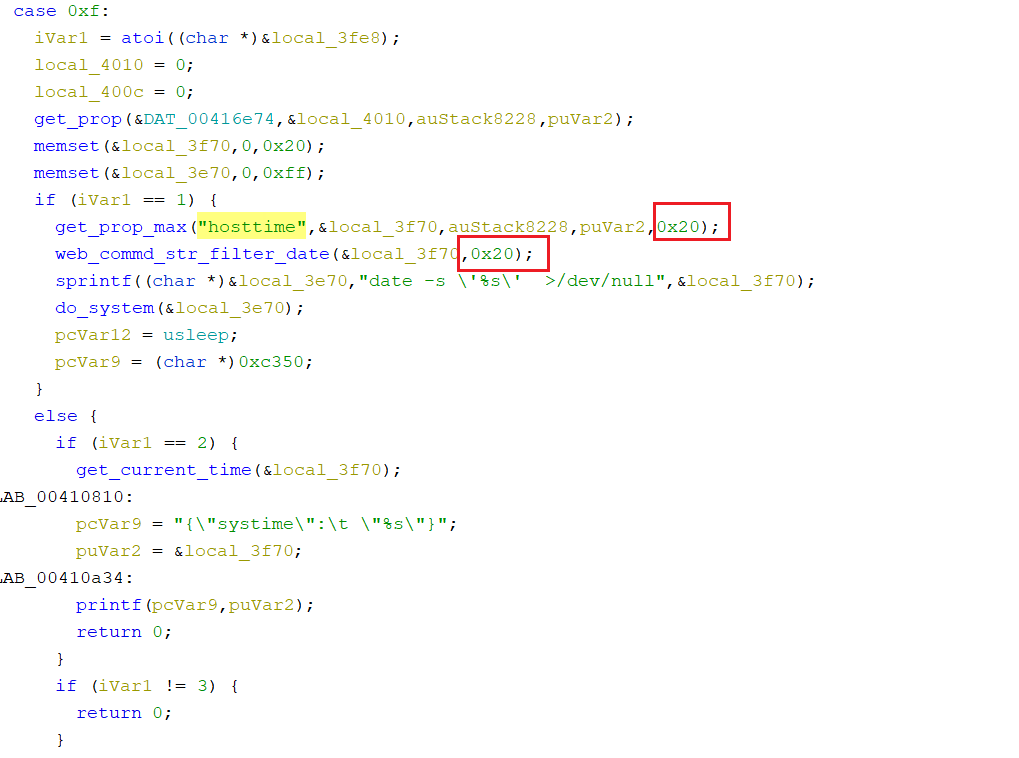 case 0xf:
iVar1 = atoi((char *)&local_3fe8);
local_4010 = 0;
local_400c = 0;
get_prop(&DAT_00416e74,&local_4010,auStack8228,puVar2);
memset(&local_3f70,0,0x20);
memset(&local_3e70,0,0xff);
if (iVar1 == 1) {
get_prop_max("hosttime",&local_3f70,auStack8228,puVar2,0x20);
web_commd_str_filter_date(&local_3f70,0x20);
sprintf((char *)&local_3e70,"date -s \'%s\'  >/dev/null",&local_3f70);
do_system(&local_3e70);
pcVar12 = usleep;
pcVar9 = (char *)0xc350;
}
else {
if (iVar1 == 2) {
get_current_time(&local_3f70);
AB_00410810:
pcVar9 = "{\"systime\":\t \"%s\"}";
puVar2 = &local_3f70;
AB_00410a34:
printf(pcVar9,puVar2);
return 0;
}
if (iVar1 != 3) {
return 0;
}